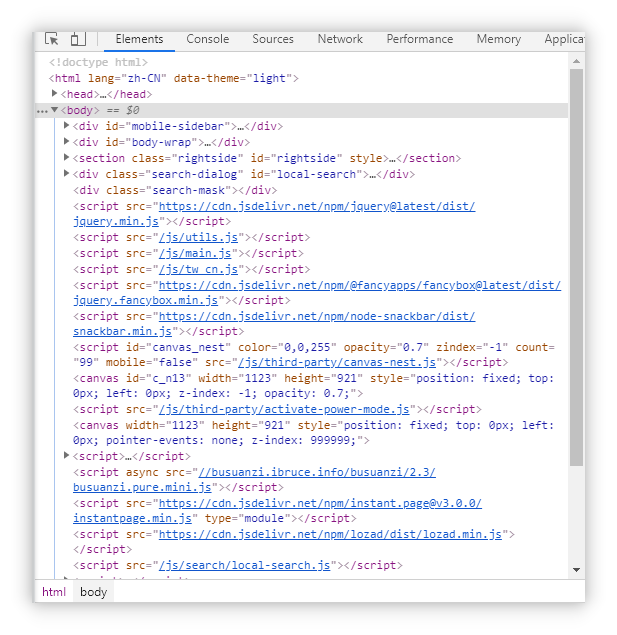 Elements Console Sources Network Performance Memory Applica
<!doctype html>
<html lang="zh-CN" data-theme="light">
<head>…</head>
… <body> == $0
<div id="mobile-sidebar">…</div>
<div id="body-wrap">…</div>
<section class="rightside" id="rightside" style>…</section>
<div class="search-dialog" id="local-search">…</div>
<div class="search-mask"></div>
<script src="https://cdn.jsdelivr.net/npm/jquery@latest/dist/
jquery.min.js"></script>
<script src="/js/utils.js"></script>
<script src="/js/main.js"></script>
<script src="/js/tw_cn.js"></script>
<script src="https://cdn.jsdelivr.net/npm/@fancyapps/fancybox@latest/dist/
jquery.fancybox.min.js"></script>
<script src="https://cdn.jsdelivr.net/npm/node-snackbar/dist/
snackbar.min.js"></script>
<script id="canvas_nest" color="0,0,255" opacity="0.7" zindex="-1" count=
"99" mobile="false" src="/js/third-party/canvas-nest.js"></script>
<canvas id="c_n13" width="1123" height="921" style="position: fixed; top:
0px; left: 0px; z-index: -1; opacity: 0.7;">
<script src="/js/third-party/activate-power-mode.js"></script>
<canvas width="1123" height="921" style="position: fixed; top: 0px; left:
0px; pointer-events: none; z-index: 999999;">
<script>…</script>
<script async src="//busuanzi.ibruce.info/busuanzi/2.3/
busuanzi.pure.mini.js"></script>
<script src="https://cdn.jsdelivr.net/npm/instant.page@v3.0.0/
instantpage.min.js" type="module"></script>
<script src="https://cdn.jsdelivr.net/npm/lozad/dist/lozad.min.js">
</script>
<script src="/js/search/local-search.js"></script>
html body